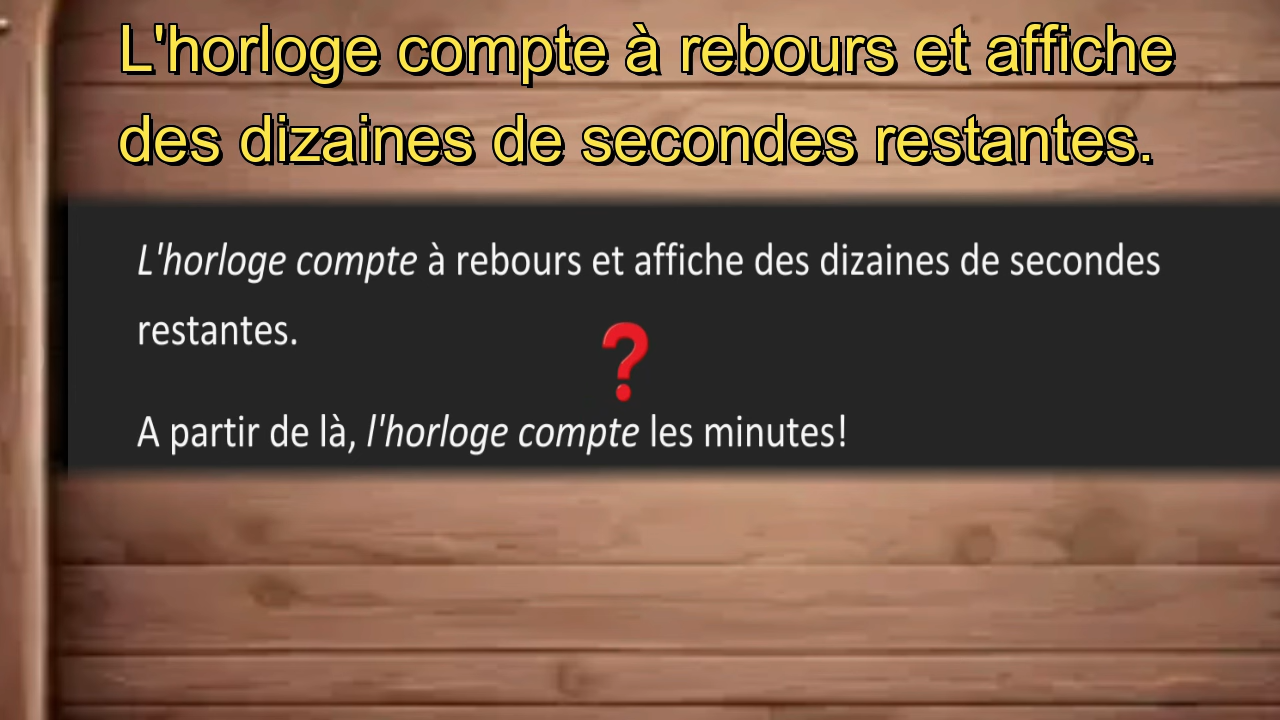 L'horloge compte à rebours et affiche
des dizaines de secondes restantes.
L'horloge compte à rebours et affiche des dizaines de secondes
restantes.
❓
A partir de là, l'horloge compte les minutes!